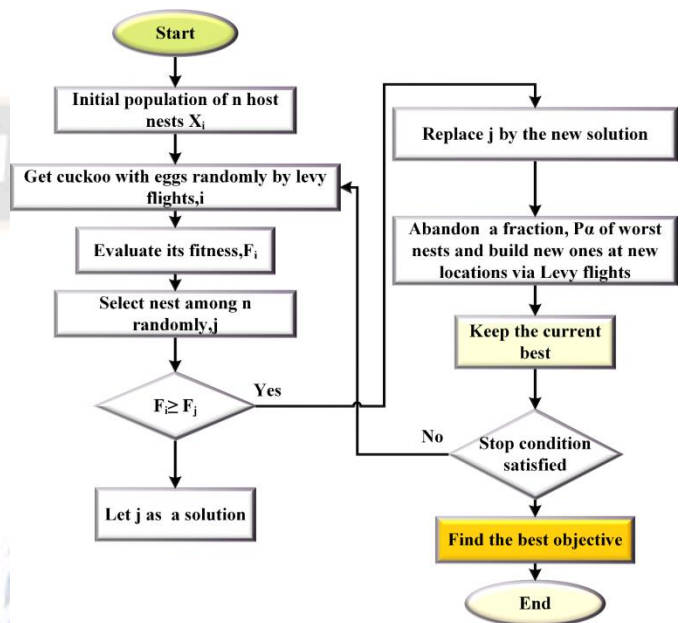 Start
Initial population of n host
nests Xi
Get cuckoo with eggs randomly by levy
flights,i
Evaluate its fitness,Fi
Select nest among n
randomly,j
Fi≥ Fj
Yes
Let j as a solution
Replace j by the new solution
Abandon a fraction, Pα of worst
nests and build new ones at new
locations via Levy flights
Keep the current
best
No
Stop condition
satisfied
Find the best objective
End